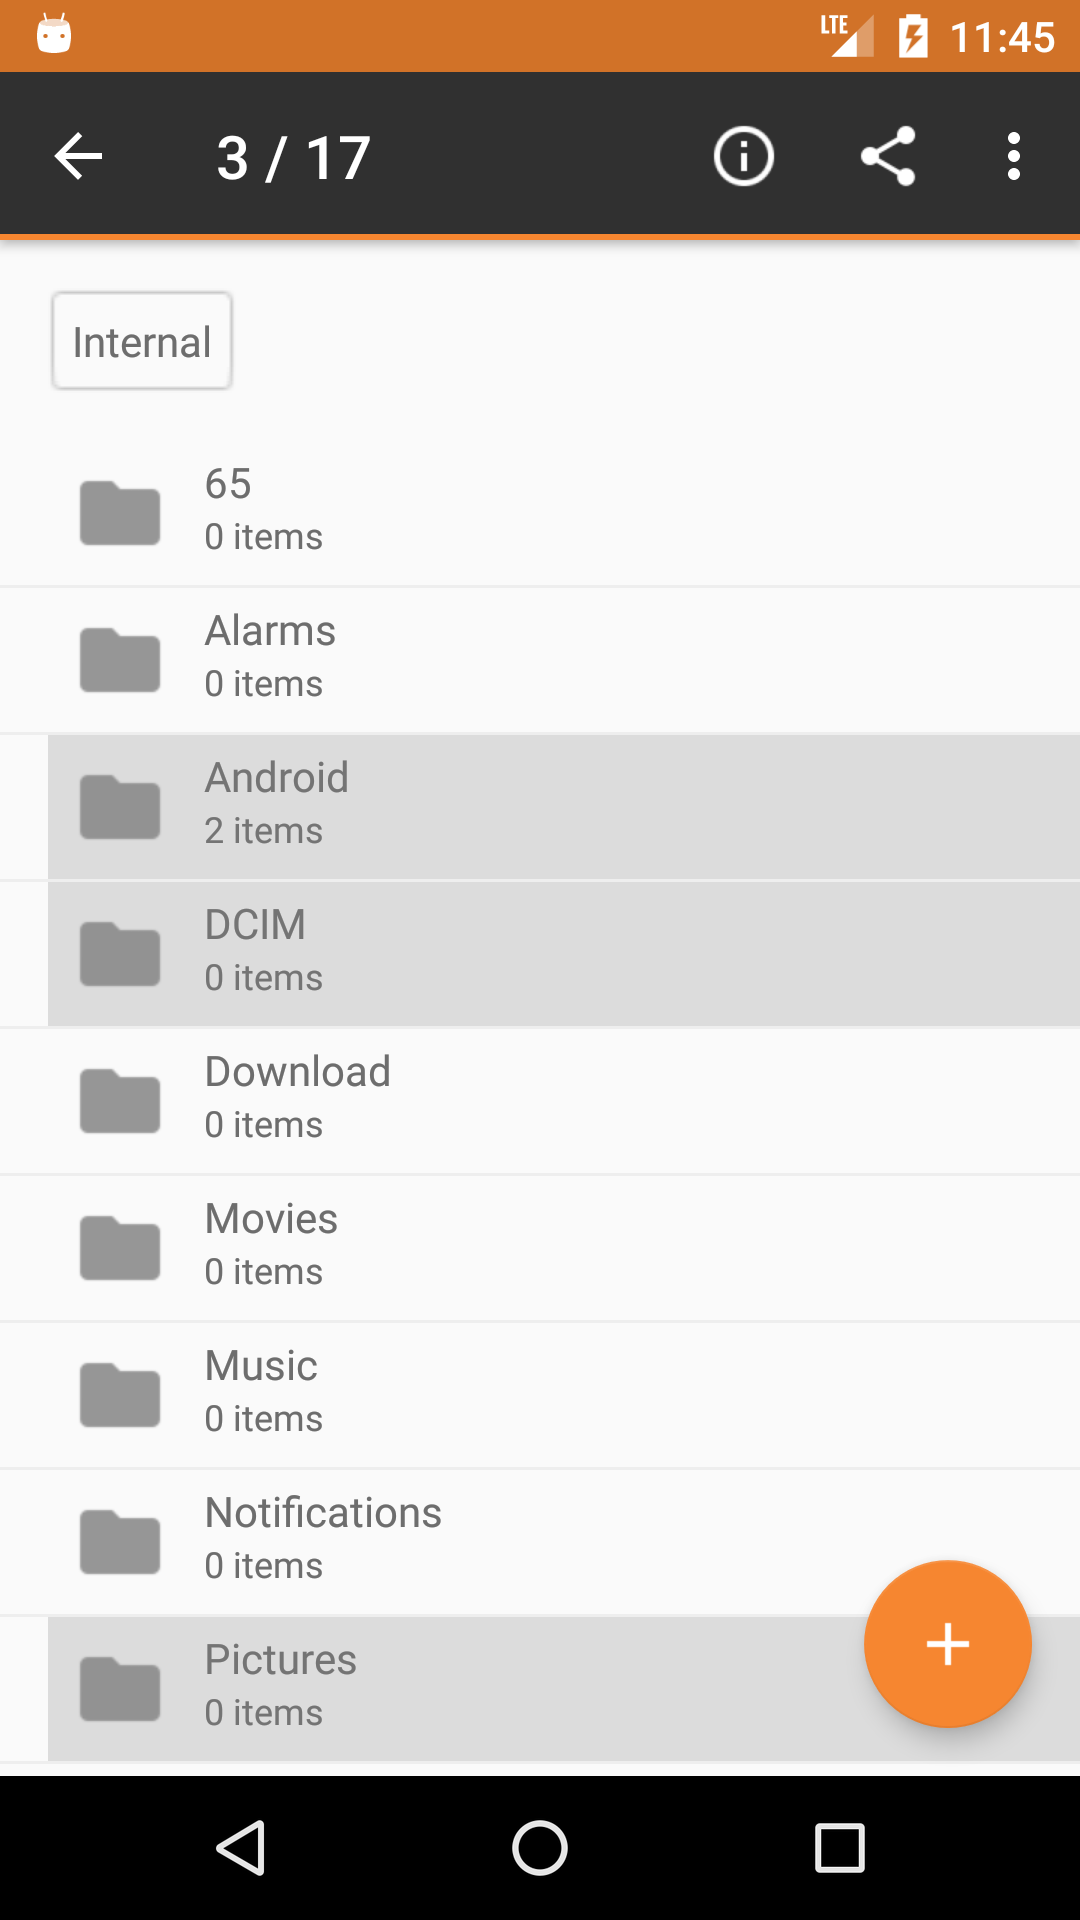 LTE 11:45
3 / 17
Internal
65
0 items
Alarms
0 items
Android
2 items
DCIM
0 items
Download
0 items
Movies
0 items
Music
0 items
Notifications
0 items
Pictures
0 items